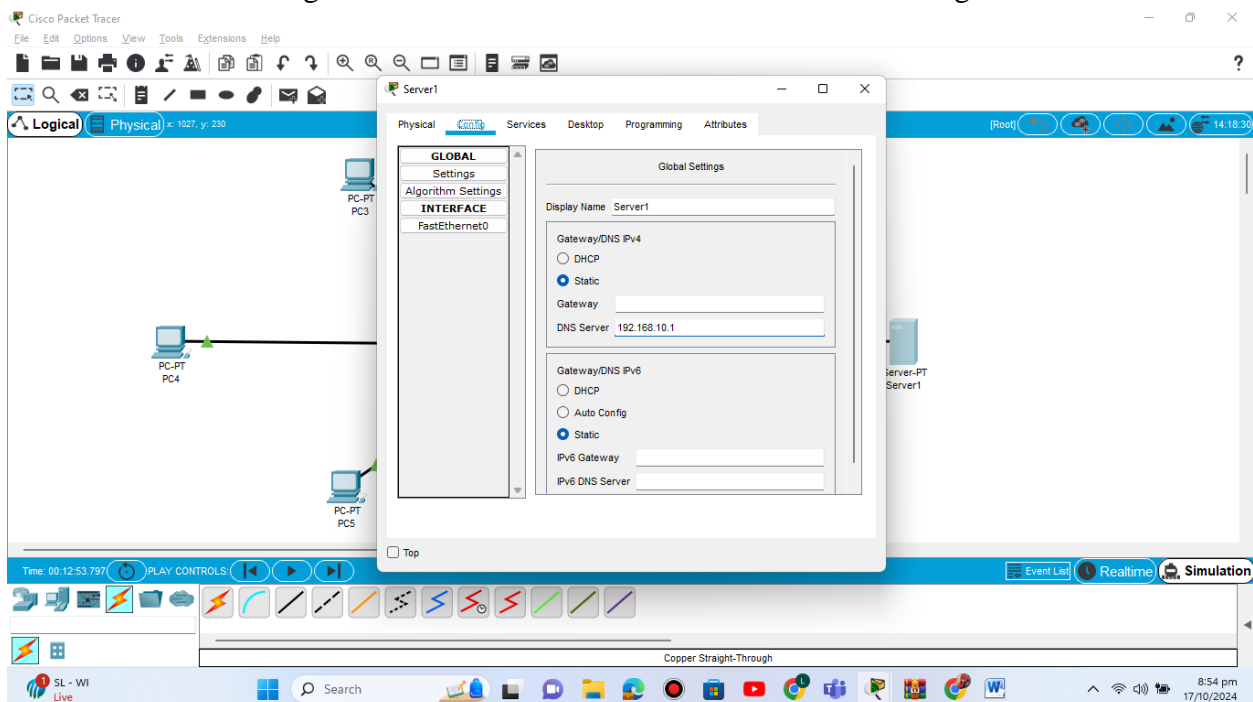 Cisco Packet Tracer
File Edit Options View Tools Extensions Help
?
Server1
Logical Physical x: 1027, y: 230
[Root] 14:18:30
Physical Config Services Desktop Programming Attributes
GLOBAL
Settings
Algorithm Settings
INTERFACE
FastEthernet0
Global Settings
Display Name Server1
Gateway/DNS IPv4
DHCP
Static
Gateway
DNS Server 192.168.10.1
Gateway/DNS IPv6
DHCP
Auto Config
Static
IPv6 Gateway
IPv6 DNS Server
Top
PC-PT
PC3
PC-PT
PC4
PC-PT
PC5
Server-PT
Server1
Time: 00:12:53.797 PLAY CONTROLS:
Event List Realtime Simulation
Copper Straight-Through
1
SL - WI
Live
Search
8:54 pm
17/10/2024